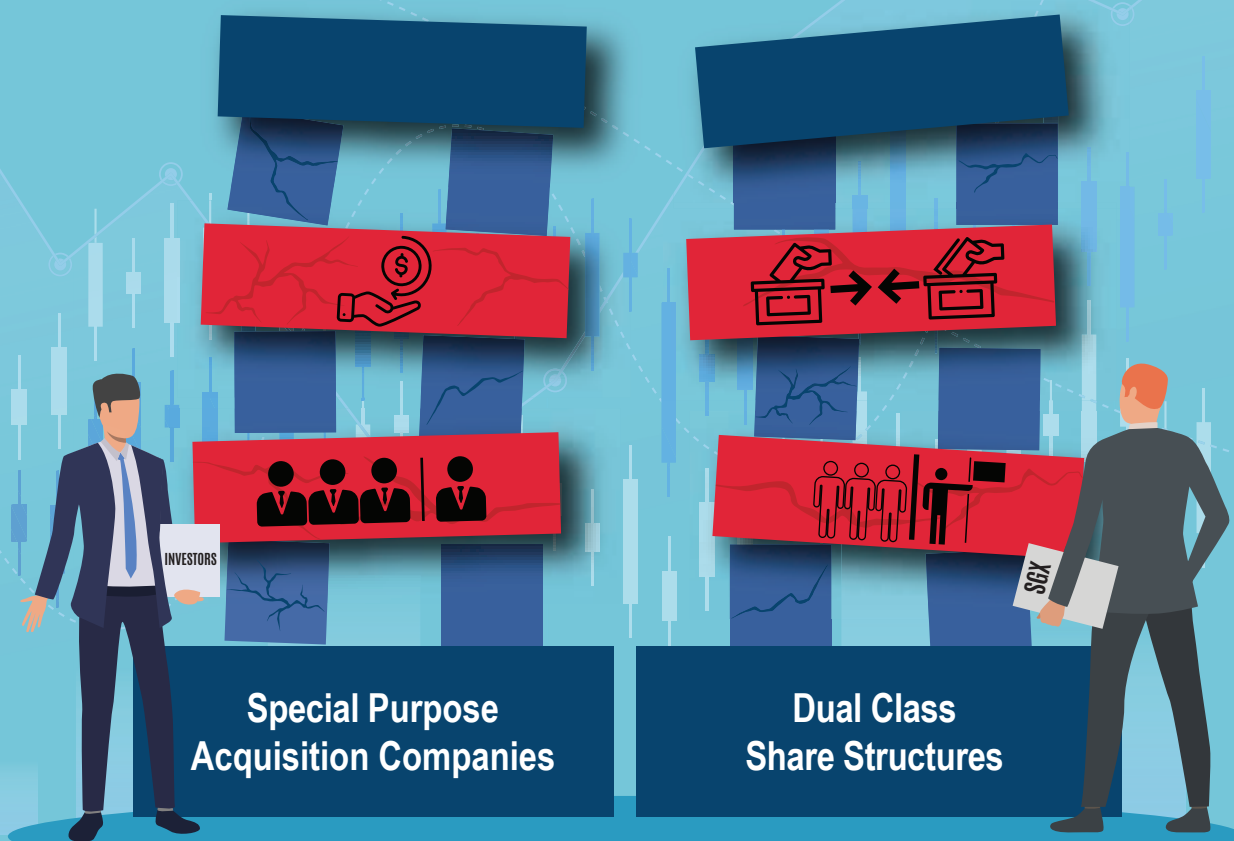 $
INVESTORS
SGX
Special Purpose
Acquisition Companies
Dual Class
Share Structures